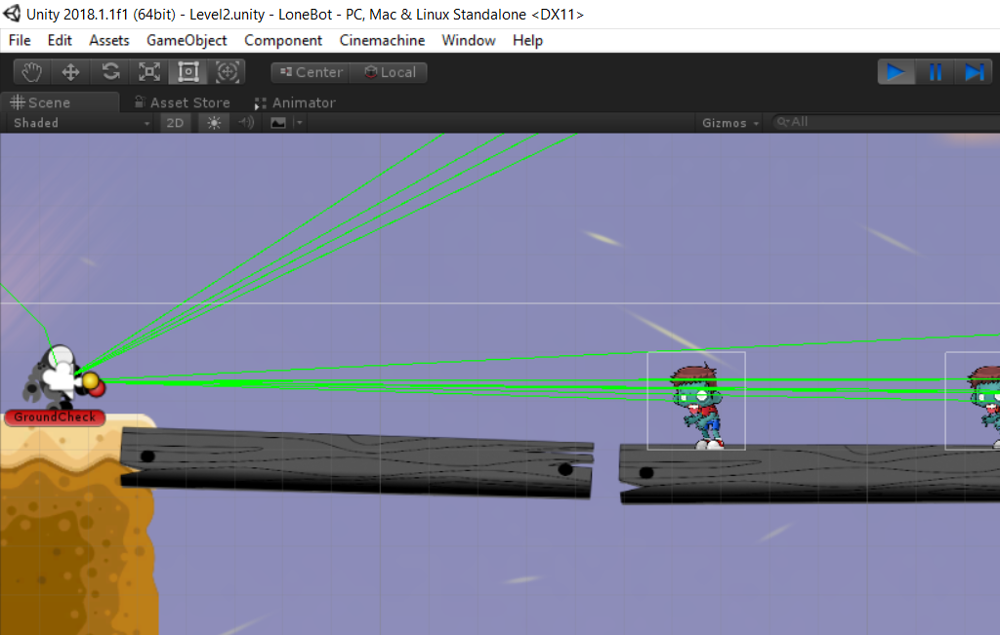 Unity 2018.1.1f1 (64bit) - Level2.unity - LoneBot - PC, Mac & Linux Standalone <DX11>
File Edit Assets GameObject Component Cinemachine Window Help
Center Local
Scene Asset Store Animator
Shaded 2D Gizmos All
GroundCheck